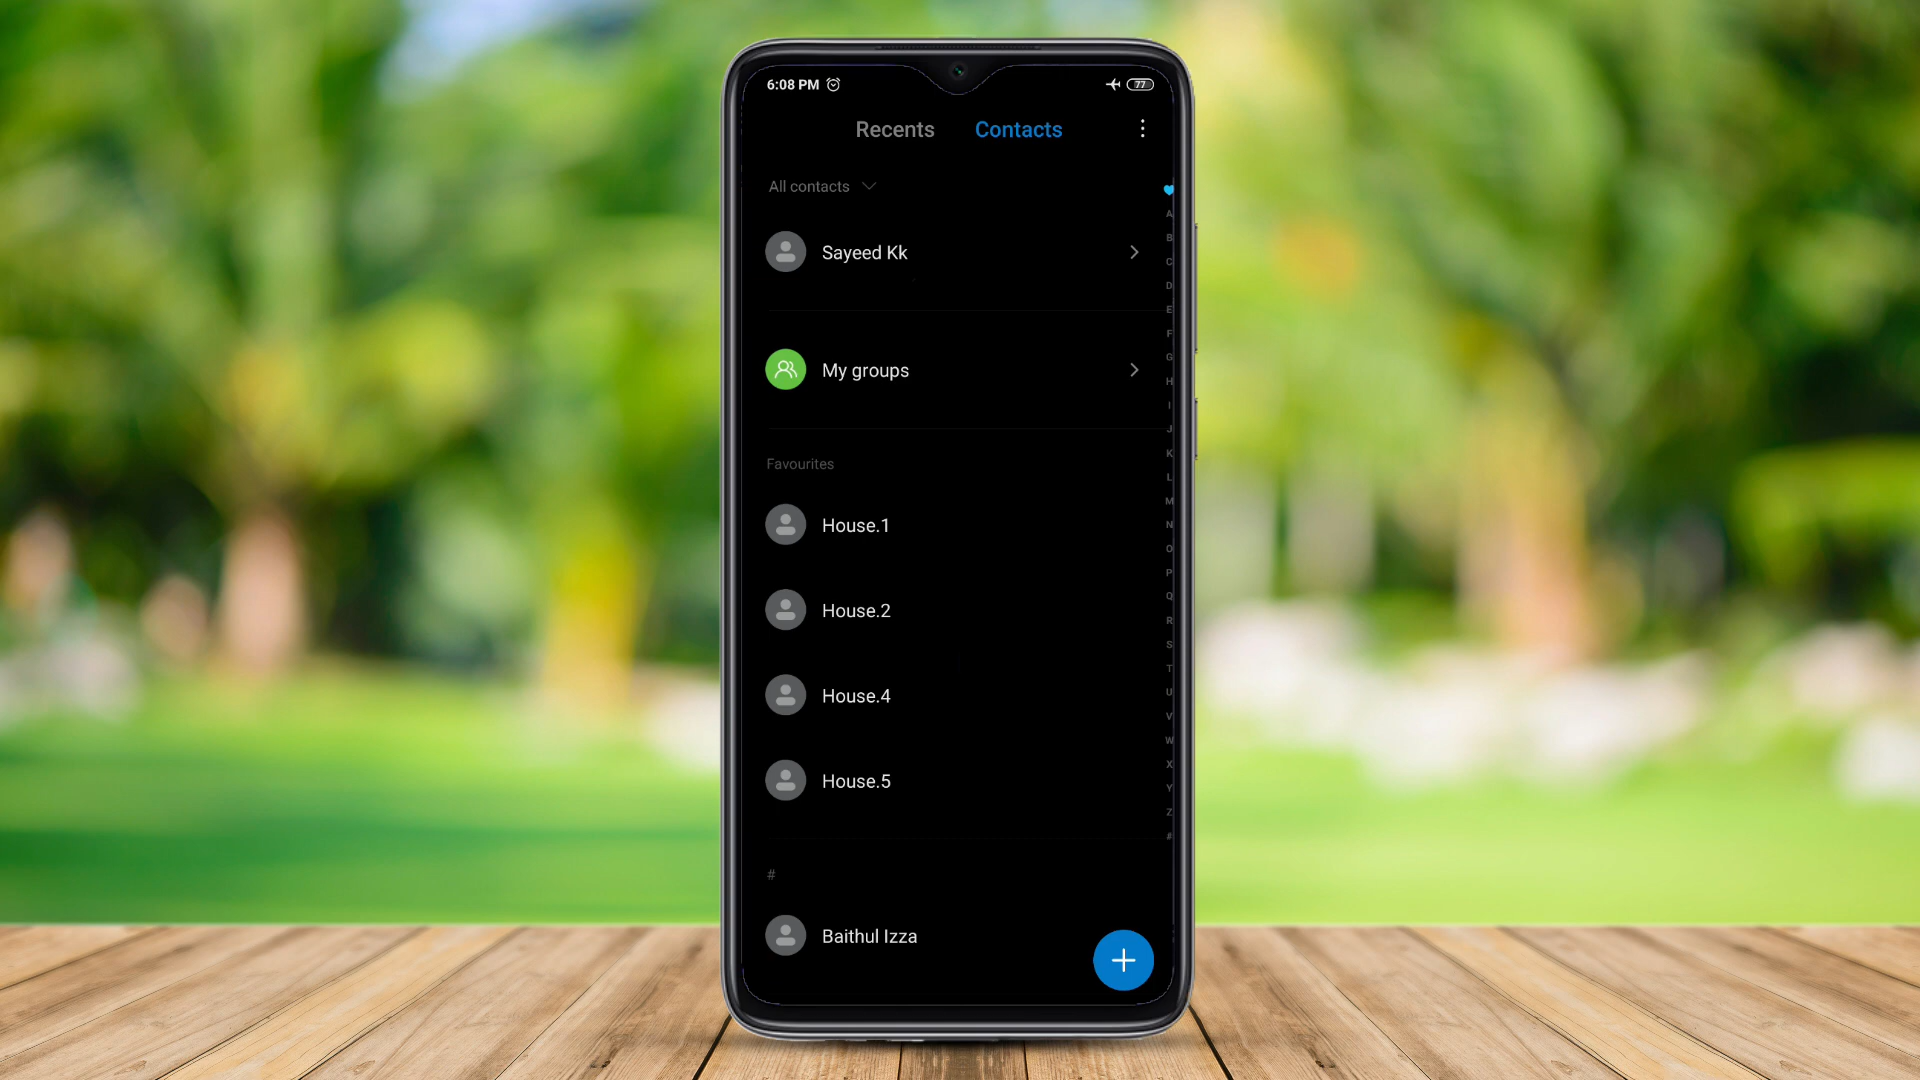 6:08 PM 77
Recents Contacts
All contacts
Sayeed Kk
My groups
Favourites
House.1
House.2
House.4
House.5
#
Baithul Izza
A
B
C
D
E
F
G
H
I
J
K
L
M
N
O
P
Q
R
S
T
U
V
W
X
Y
Z
#